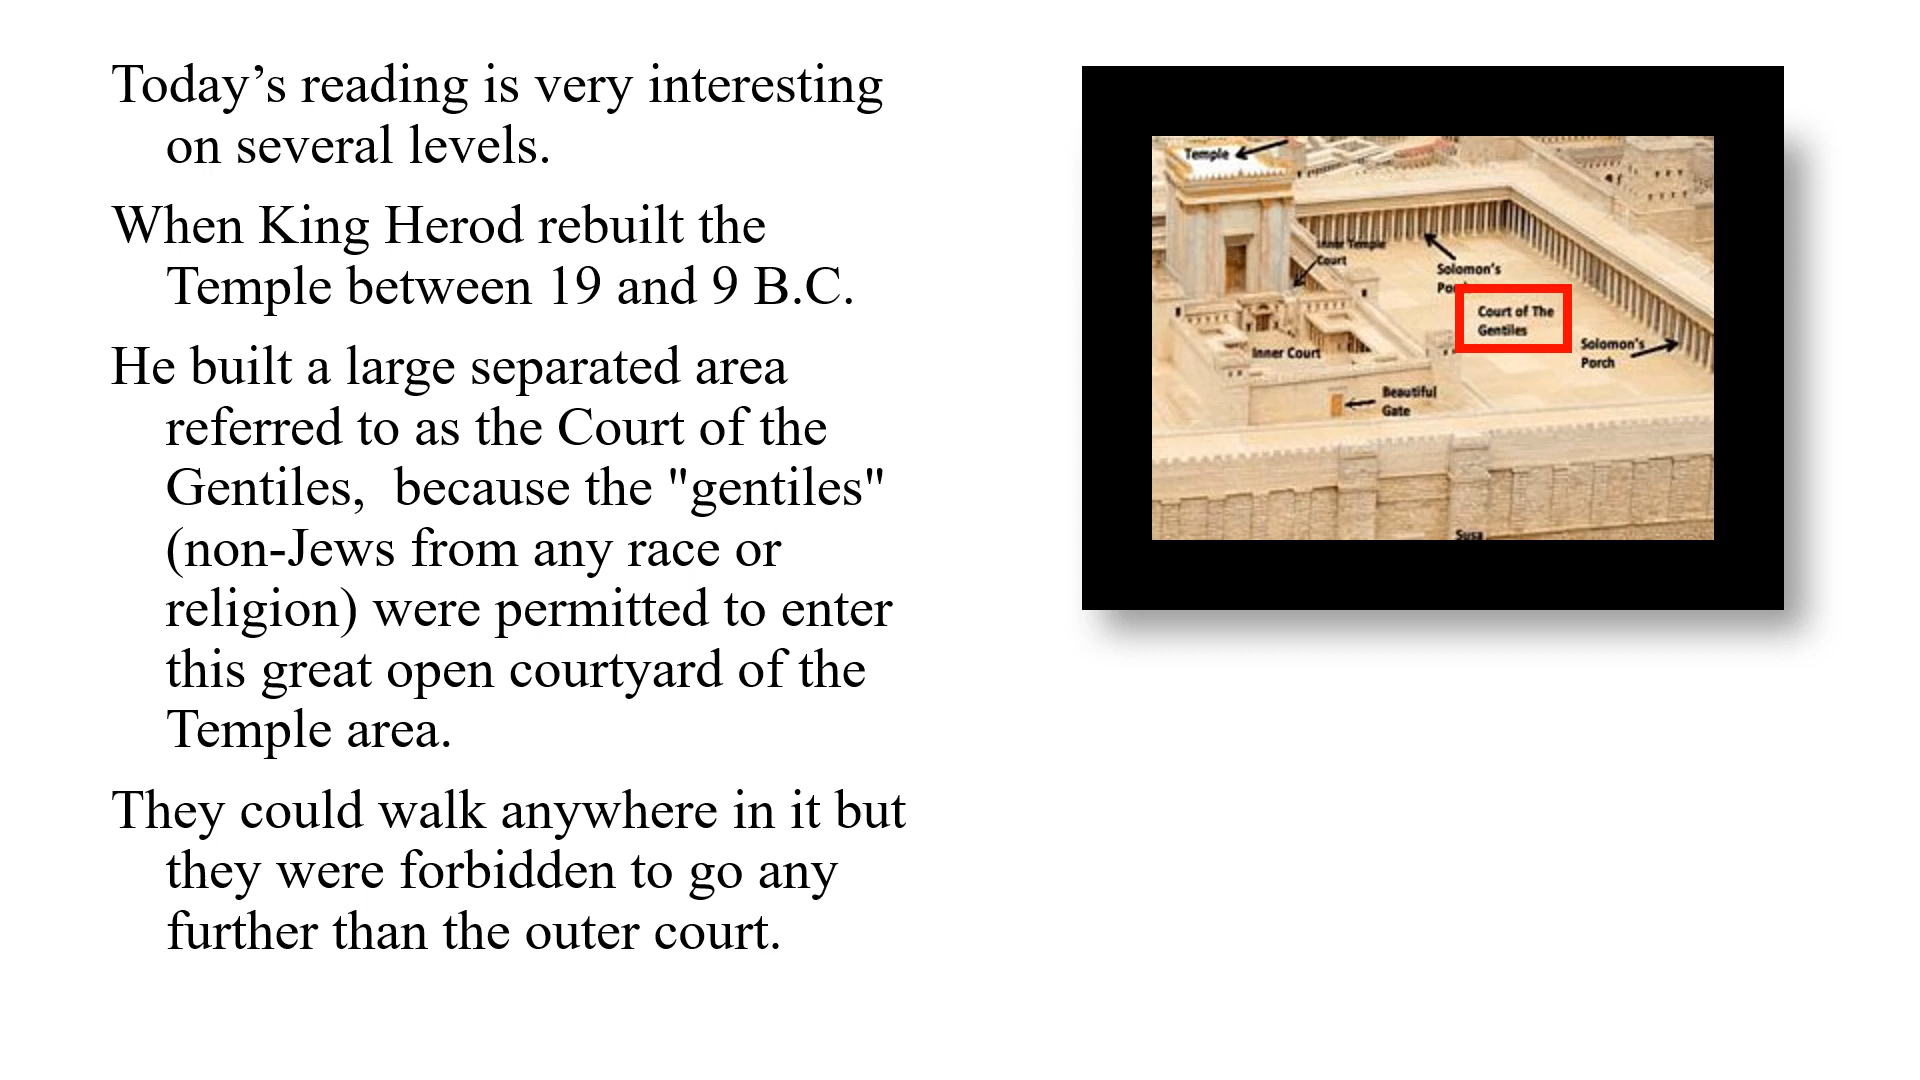 Today’s reading is very interesting
on several levels.
When King Herod rebuilt the
Temple between 19 and 9 B.C.
He built a large separated area
referred to as the Court of the
Gentiles,  because the "gentiles"
(non-Jews from any race or
religion) were permitted to enter
this great open courtyard of the
Temple area.
They could walk anywhere in it but
they were forbidden to go any
further than the outer court.
Temple
Inner Temple
Court
Solomon's
Court of The
Gentiles
Solomon's
Porch
Inner Court
Beautiful
Gate
Susa